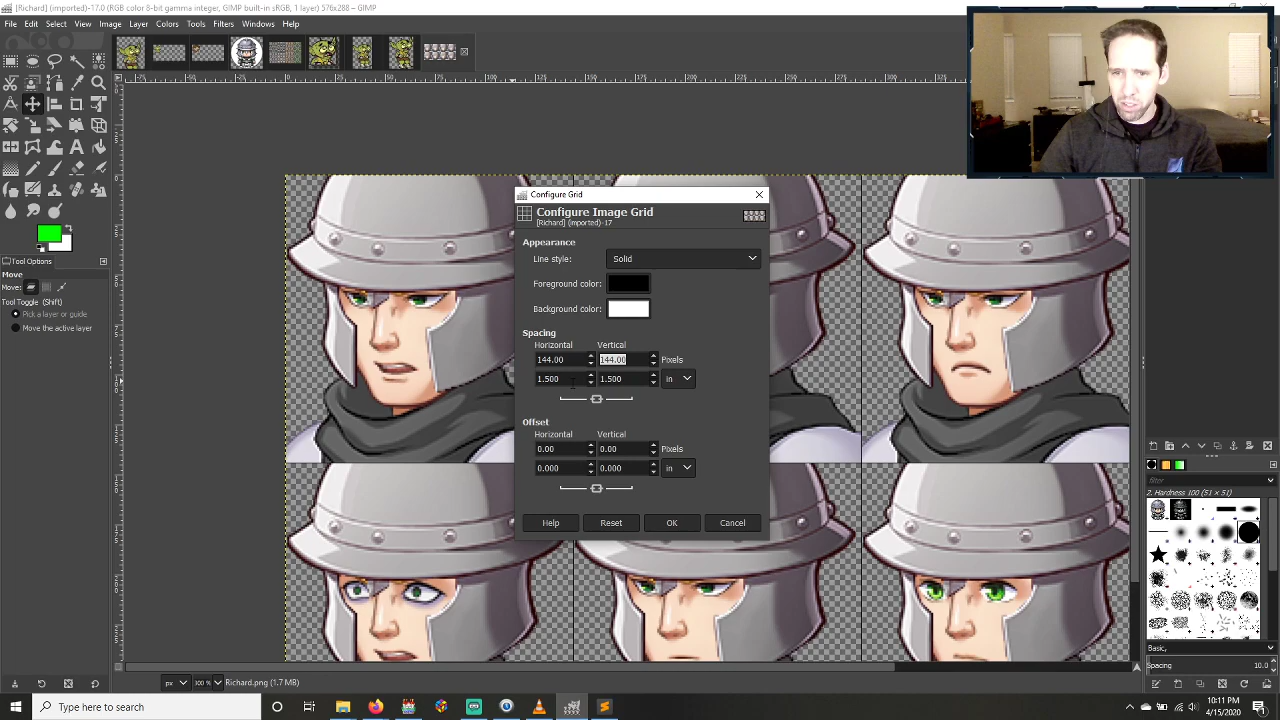 [Richard] (imported)-17.0 (RGB color 8-bit gamma integer, GIMP built-in sRGB, 1 layer) 576x288 – GIMP
File Edit Select View Image Layer Colors Tools Filters Windows Help
Tool Options
Move
Move:
Tool Toggle (Shift)
Pick a layer or guide
Move the active layer
Configure Grid
Configure Image Grid
[Richard] (imported)-17
Appearance
Line style: Solid
Foreground color:
Background color:
Spacing
Horizontal Vertical
144.00 144.00 Pixels
1.500 1.500 in
Offset
Horizontal Vertical
0.00 0.00 Pixels
0.000 0.000 in
Help Reset OK Cancel
filter
2. Hardness 100 (51 × 51)
Basic,
Spacing 10.0
px 300 % Richard.png (1.7 MB)
Type here to search
10:11 PM
4/15/2020